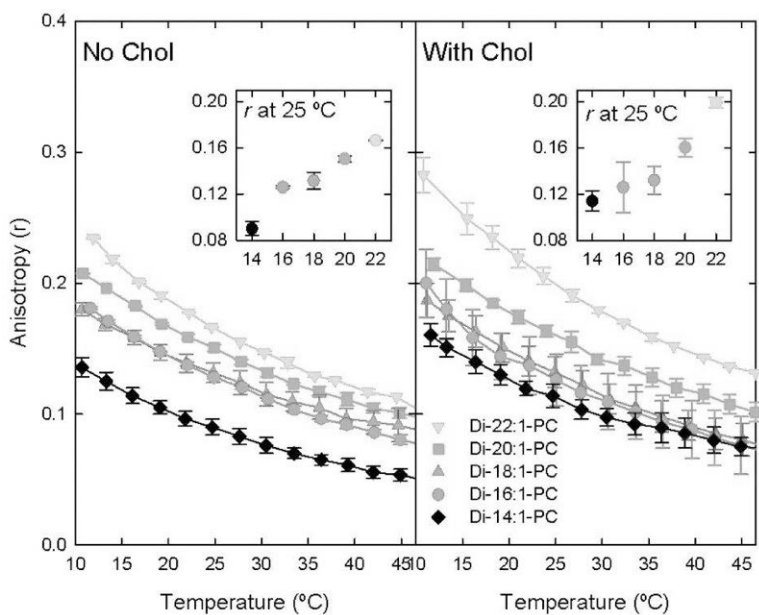 No Chol
With Chol
r at 25 ºC
0.20
0.16
0.12
0.08
14 16 18 20 22
r at 25 ºC
0.20
0.16
0.12
0.08
14 16 18 20 22
Anisotropy (r)
0.4
0.3
0.2
0.1
0.0
Di-22:1-PC
Di-20:1-PC
Di-18:1-PC
Di-16:1-PC
Di-14:1-PC
10 15 20 25 30 35 40 45
10 15 20 25 30 35 40 45
Temperature (ºC)
Temperature (ºC)